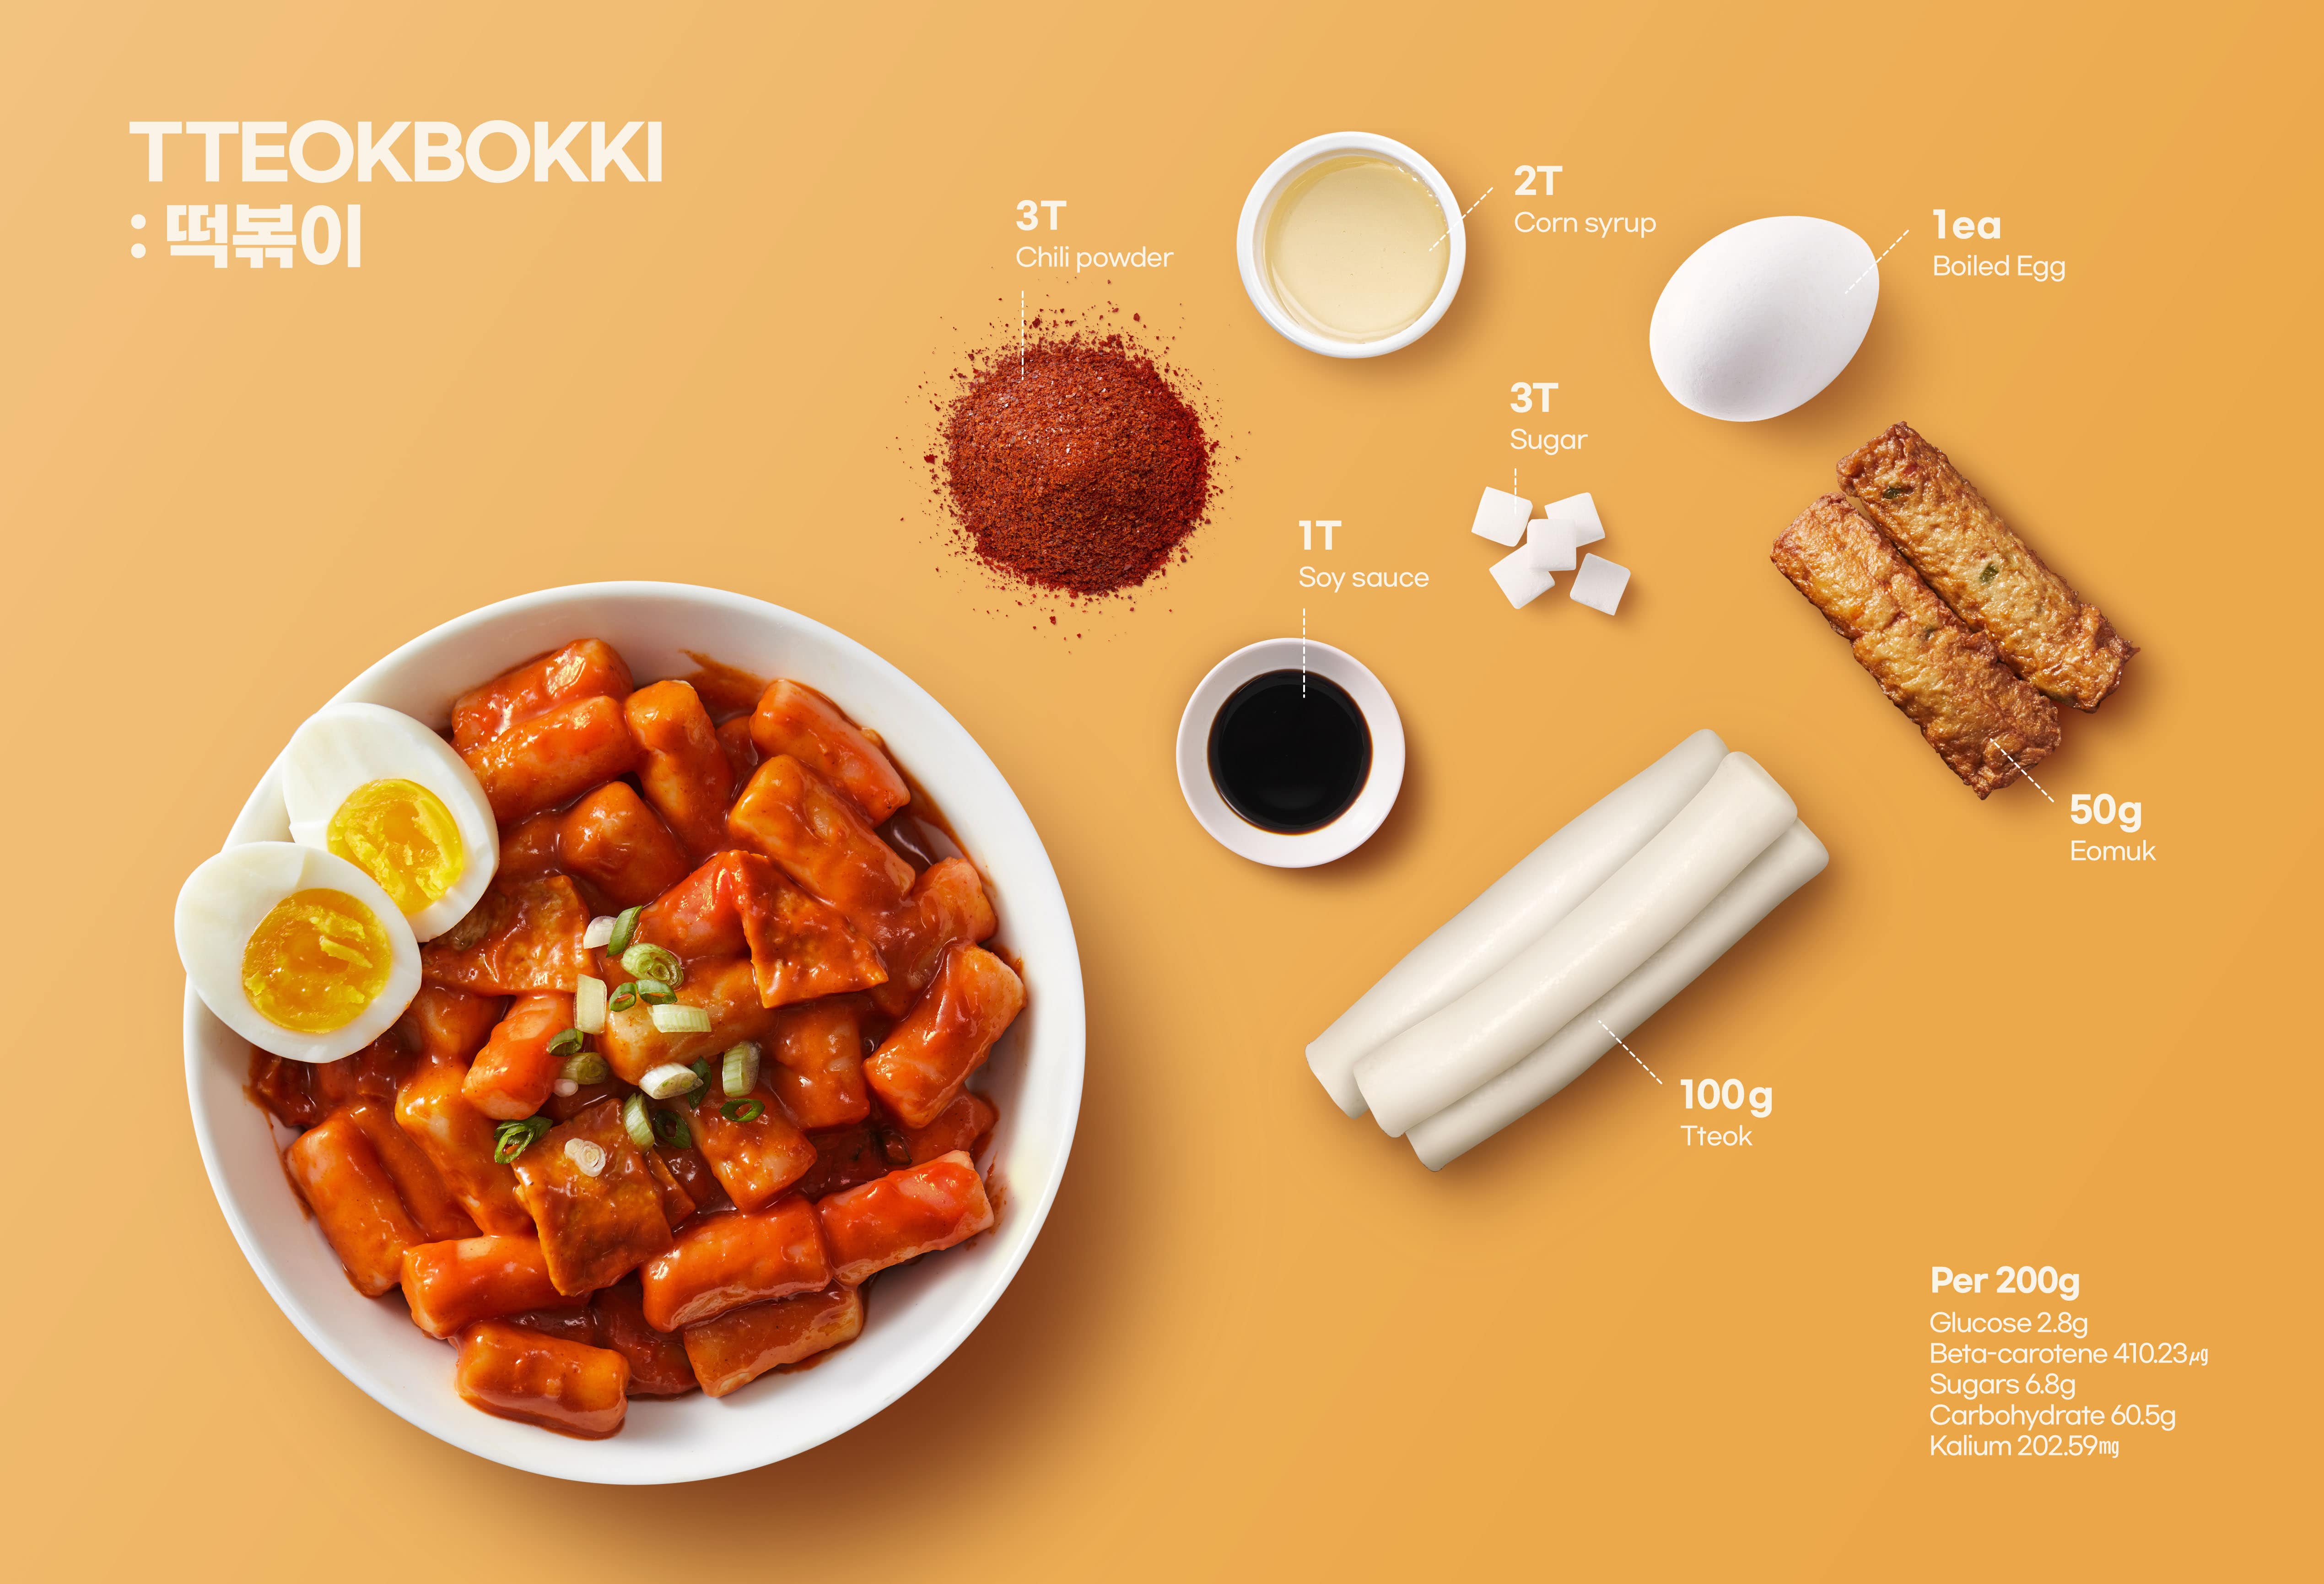 TTEOKBOKKI
: 떡볶이
3T
Chili powder
2T
Corn syrup
1ea
Boiled Egg
3T
Sugar
1T
Soy sauce
50g
Eomuk
100g
Tteok
Per 200g
Glucose 2.8g
Beta-carotene 410.23㎍
Sugars 6.8g
Carbohydrate 60.5g
Kalium 202.59㎎